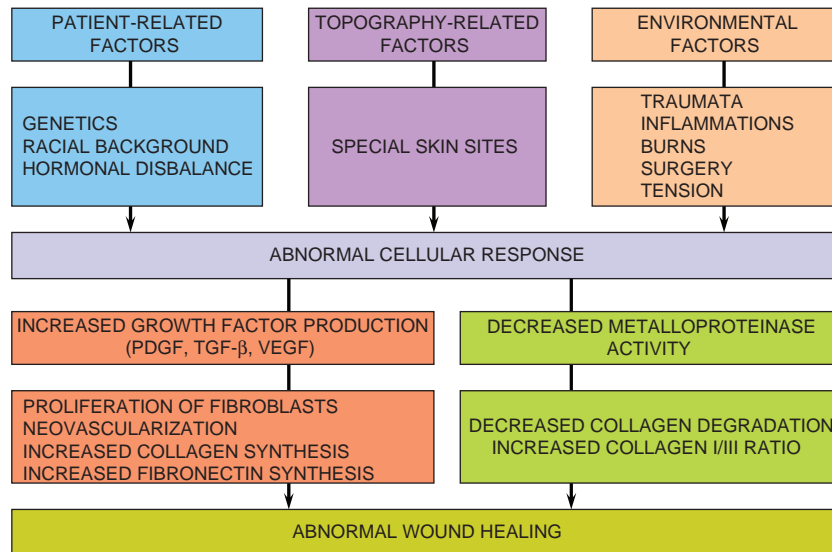 PATIENT-RELATED
FACTORS
TOPOGRAPHY-RELATED
FACTORS
ENVIRONMENTAL
FACTORS
GENETICS
RACIAL BACKGROUND
HORMONAL DISBALANCE
SPECIAL SKIN SITES
TRAUMATA
INFLAMMATIONS
BURNS
SURGERY
TENSION
ABNORMAL CELLULAR RESPONSE
INCREASED GROWTH FACTOR PRODUCTION
(PDGF, TGF-β, VEGF)
DECREASED METALLOPROTEINASE
ACTIVITY
PROLIFERATION OF FIBROBLASTS
NEOVASCULARIZATION
INCREASED COLLAGEN SYNTHESIS
INCREASED FIBRONECTIN SYNTHESIS
DECREASED COLLAGEN DEGRADATION
INCREASED COLLAGEN I/III RATIO
ABNORMAL WOUND HEALING